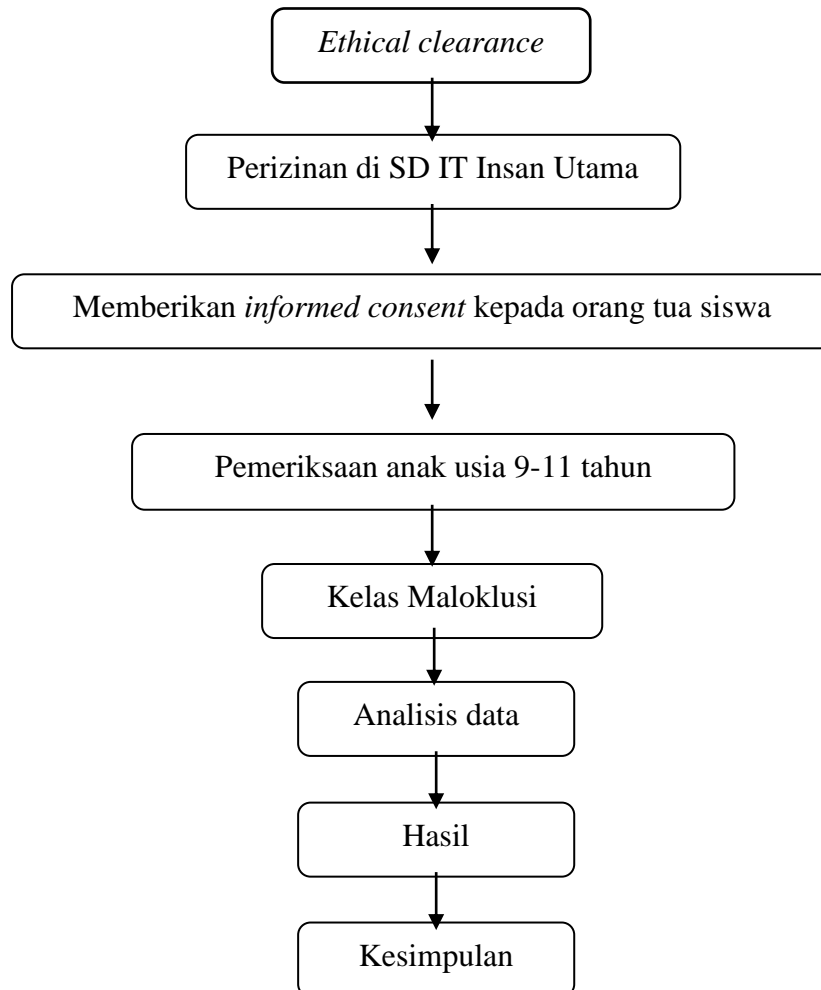 Ethical clearance
Perizinan di SD IT Insan Utama
Memberikan informed consent kepada orang tua siswa
Pemeriksaan anak usia 9-11 tahun
Kelas Maloklusi
Analisis data
Hasil
Kesimpulan